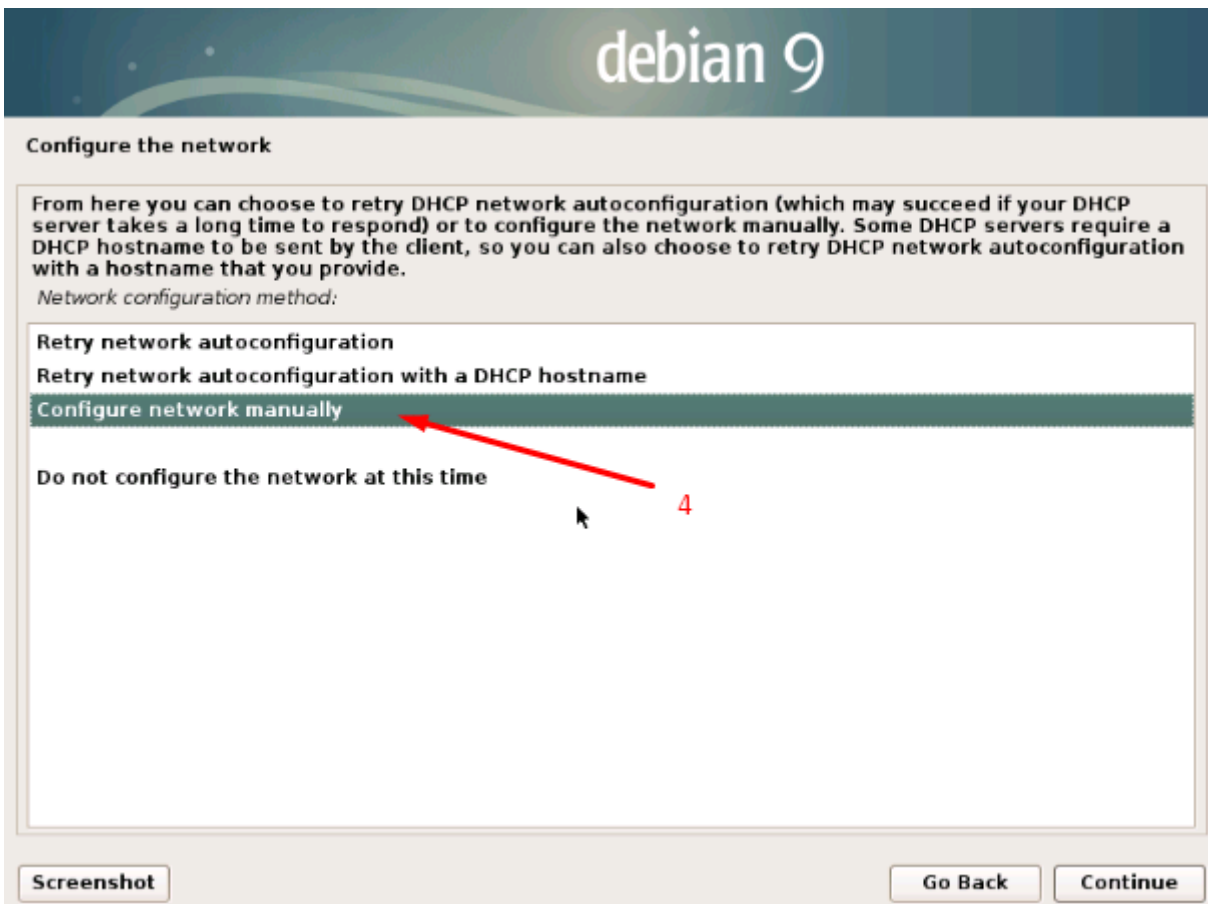 debian 9
Configure the network
From here you can choose to retry DHCP network autoconfiguration (which may succeed if your DHCP
server takes a long time to respond) or to configure the network manually. Some DHCP servers require a
DHCP hostname to be sent by the client, so you can also choose to retry DHCP network autoconfiguration
with a hostname that you provide.
Network configuration method:
Retry network autoconfiguration
Retry network autoconfiguration with a DHCP hostname
Configure network manually
Do not configure the network at this time
4
Screenshot
Go Back
Continue